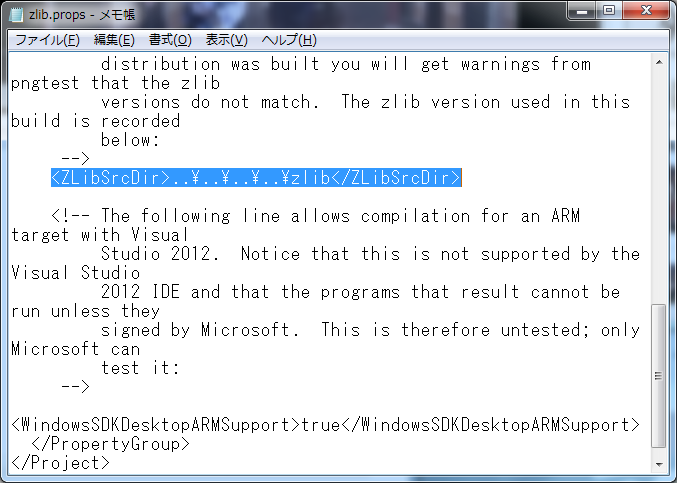 zlib.props - メモ帳
ファイル(F) 編集(E) 書式(O) 表示(V) ヘルプ(H)
distribution was built you will get warnings from
pngtest that the zlib
versions do not match.  The zlib version used in this
build is recorded
below:
-->
<ZLibSrcDir>..¥..¥..¥..¥zlib</ZLibSrcDir>
<!-- The following line allows compilation for an ARM
target with Visual
Studio 2012.  Notice that this is not supported by the
Visual Studio
2012 IDE and that the programs that result cannot be
run unless they
signed by Microsoft.  This is therefore untested; only
Microsoft can
test it:
-->
<WindowsSDKDesktopARMSupport>true</WindowsSDKDesktopARMSupport>
</PropertyGroup>
</Project>